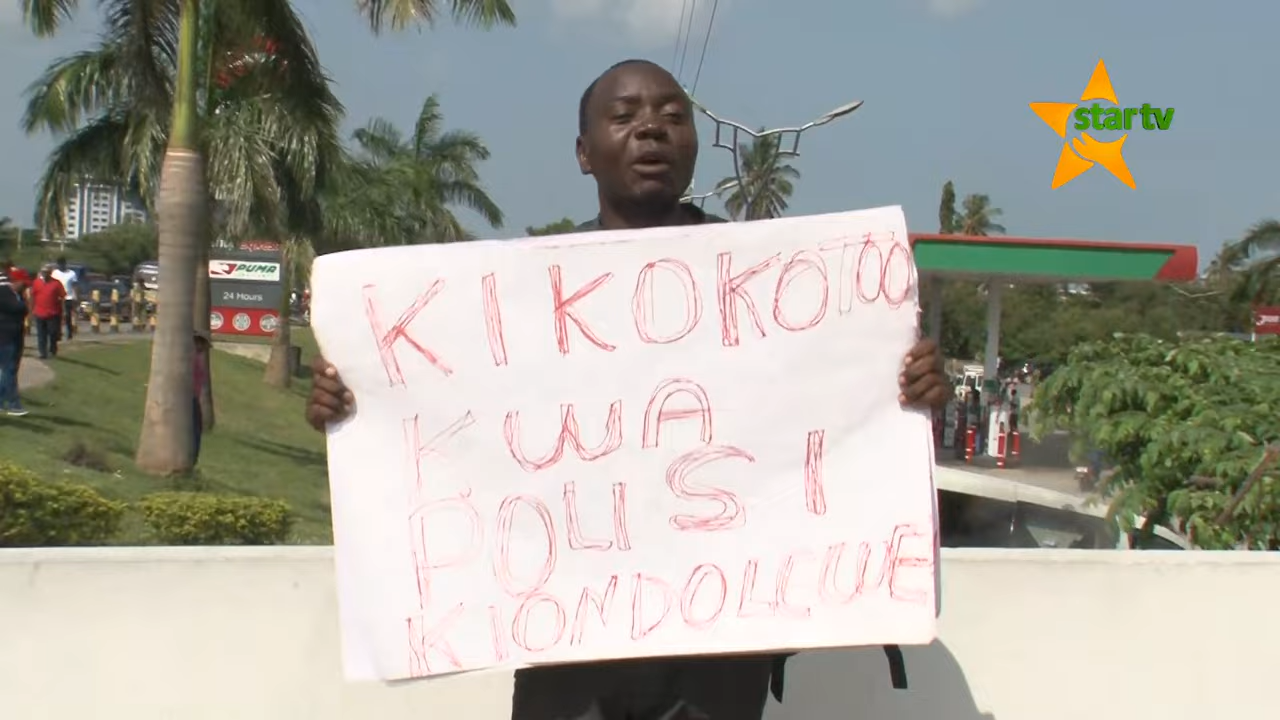 startv
PUMA
24 Hours
KIKOKOTOO
KWA
POLISI
KIONDOLEWE